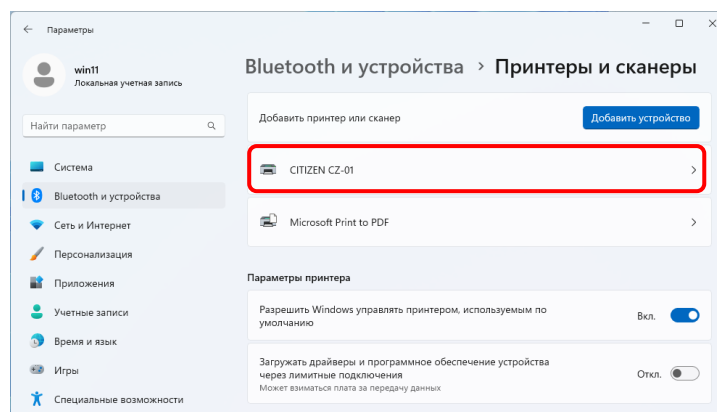 Параметры
win11
Локальная учетная запись
Найти параметр
Система
Bluetooth и устройства
Сеть и Интернет
Персонализация
Приложения
Учетные записи
Время и язык
Игры
Специальные возможности
Bluetooth и устройства > Принтеры и сканеры
Добавить принтер или сканер
Добавить устройство
CITIZEN CZ-01
Microsoft Print to PDF
Параметры принтера
Разрешить Windows управлять принтером, используемым по
умолчанию
Вкл.
Загружать драйверы и программное обеспечение устройства
через лимитные подключения
Может взиматься плата за передачу данных
Откл.